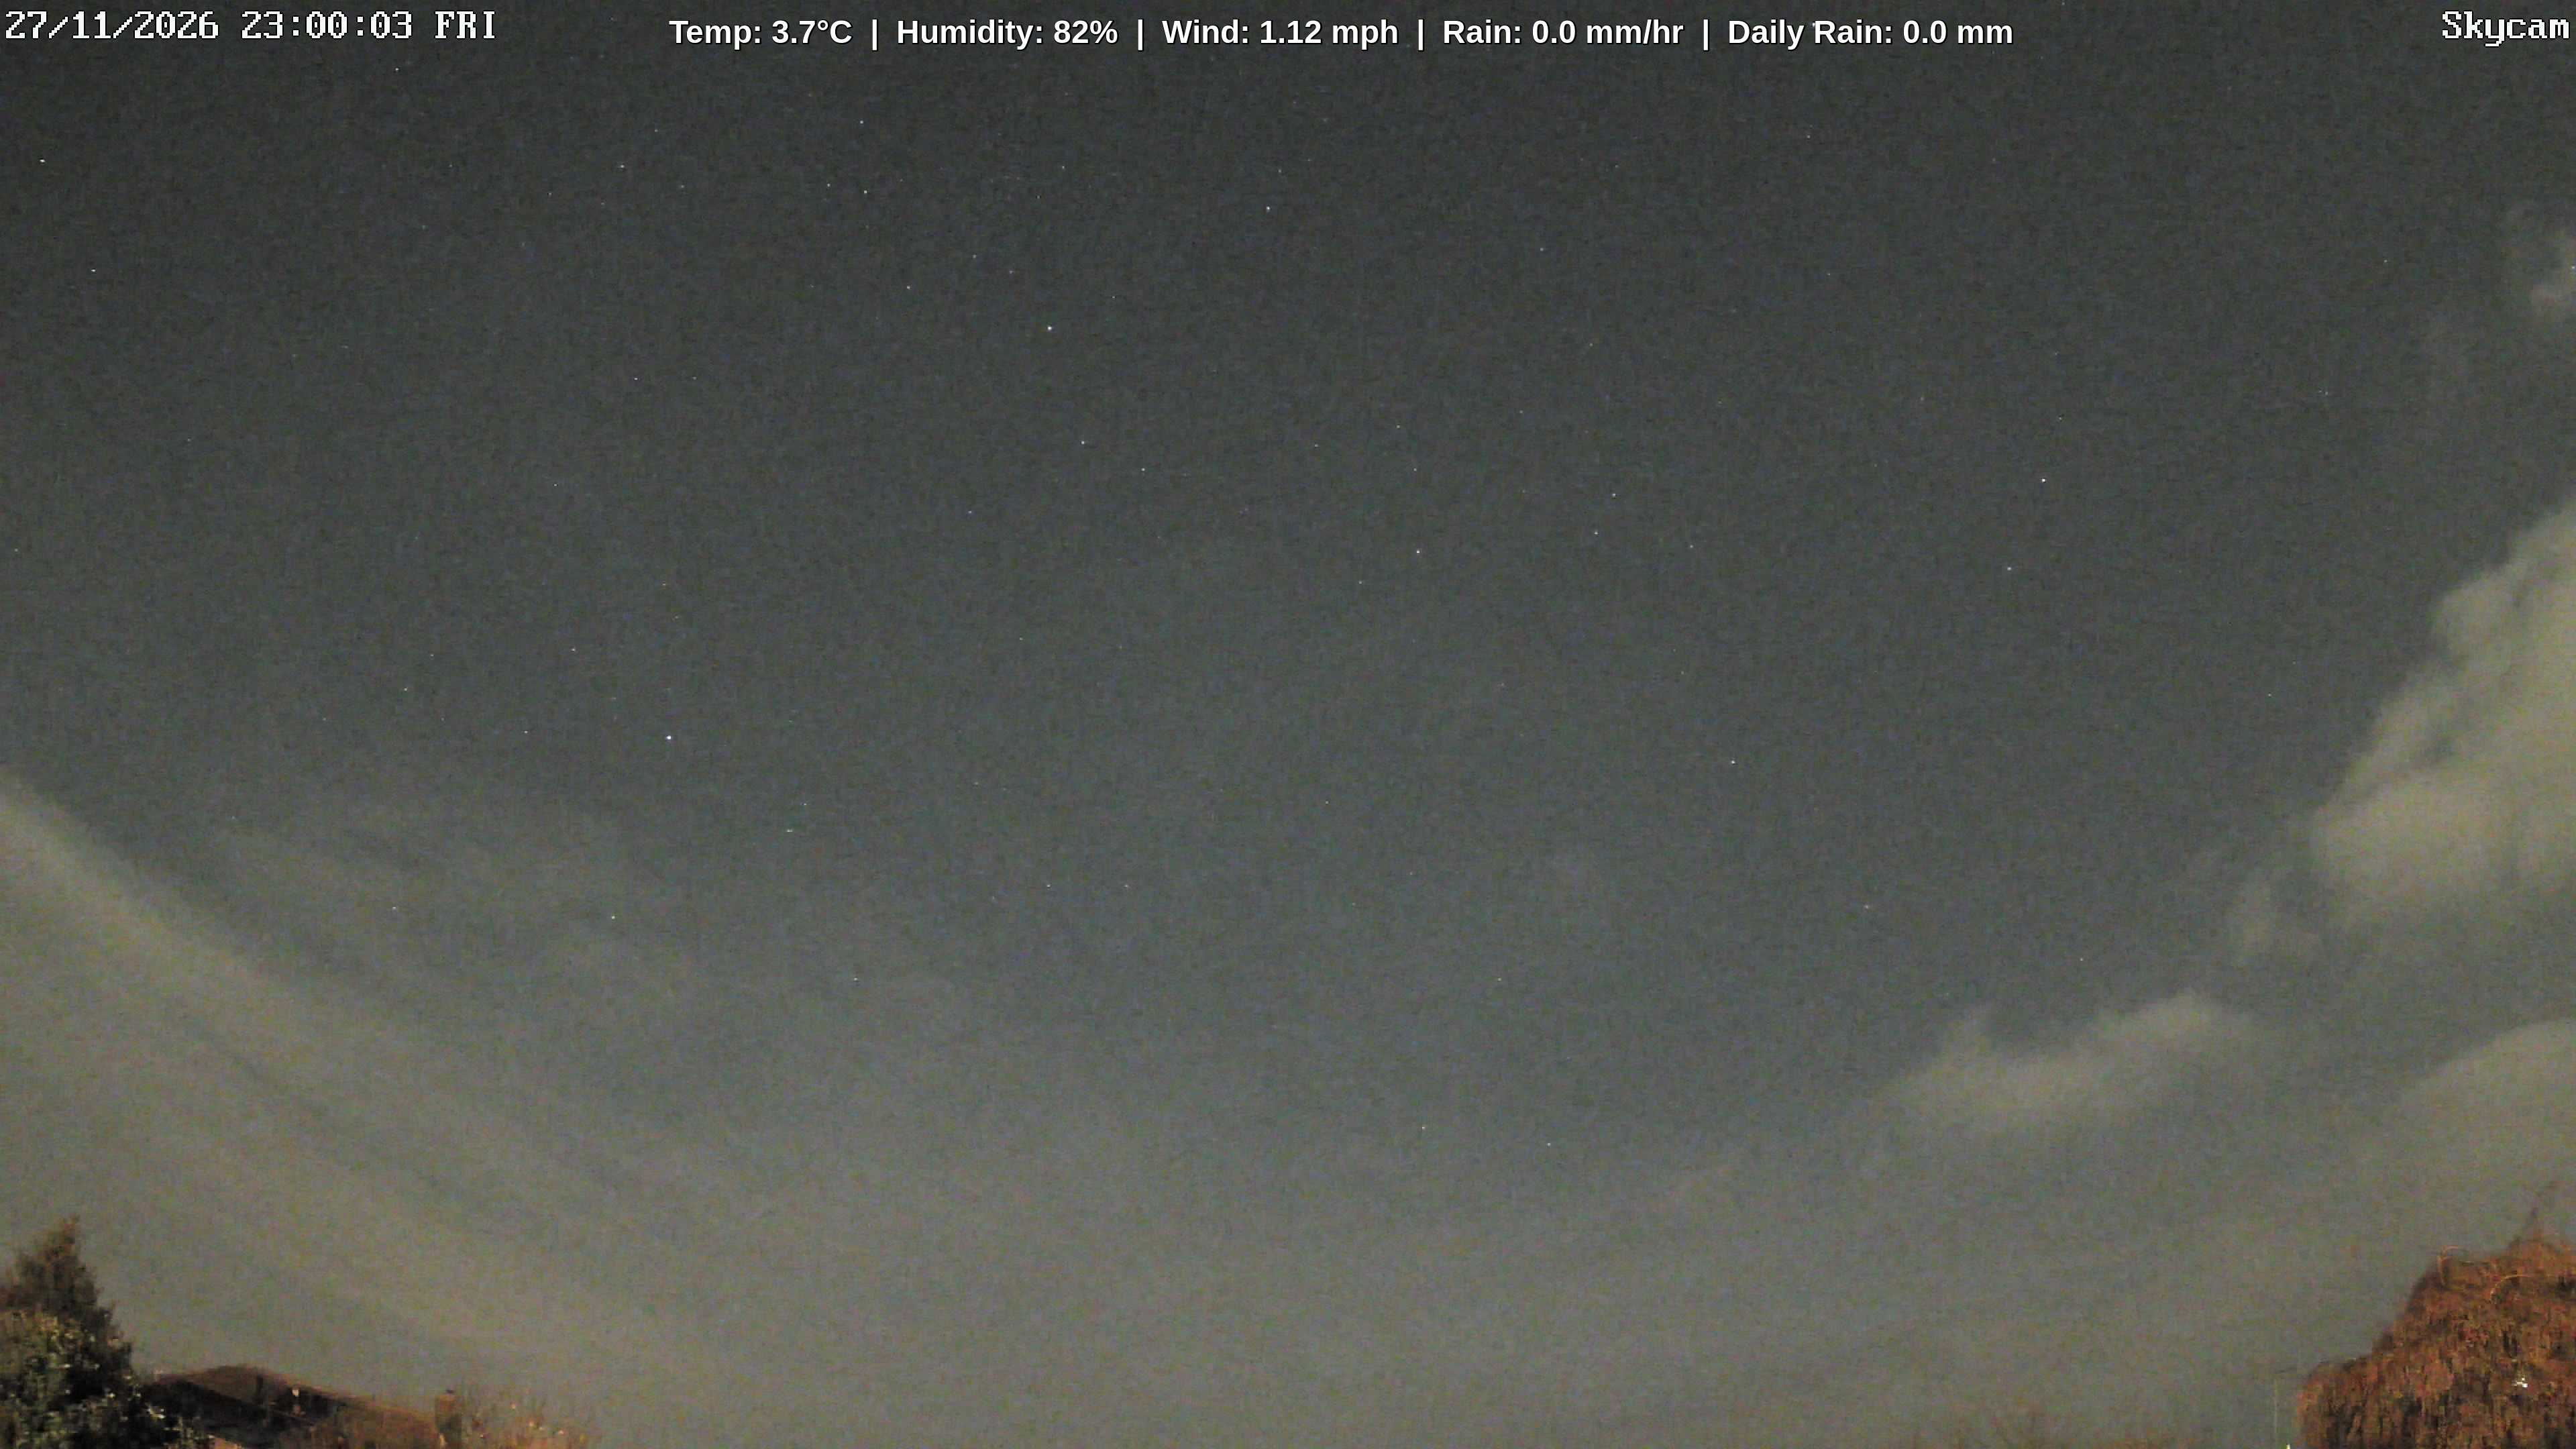 27/11/2026 23:00:03 FRI
Temp: 3.7°C | Humidity: 82% | Wind: 1.12 mph | Rain: 0.0 mm/hr | Daily Rain: 0.0 mm
Skycam